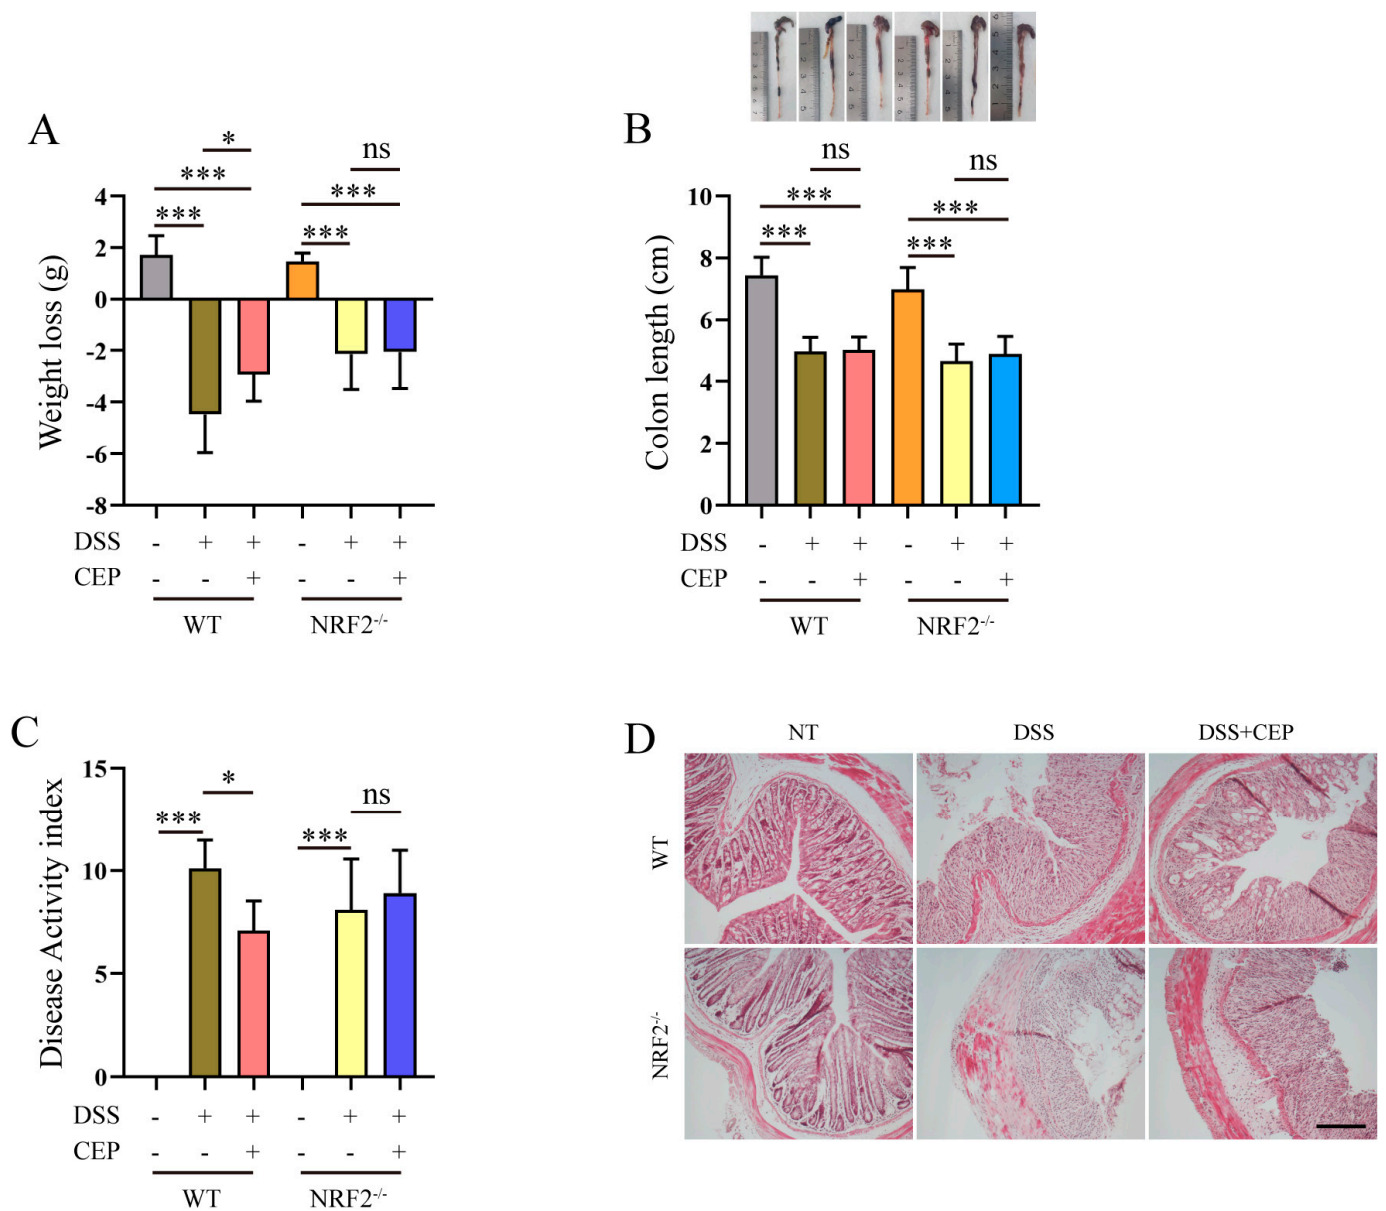 A
Weight loss (g)
4
2
0
-2
-4
-6
-8
*
***
***
ns
***
***
DSS - + + - + +
CEP - - + - - +
WT NRF2-/-
B
Colon length (cm)
10
8
6
4
2
0
ns
***
***
ns
***
***
DSS - + + - + +
CEP - - + - - +
WT NRF2-/-
C
Disease Activity index
15
10
5
0
*
***
ns
***
DSS - + + - + +
CEP - - + - - +
WT NRF2-/-
D
NT DSS DSS+CEP
WT
NRF2-/-